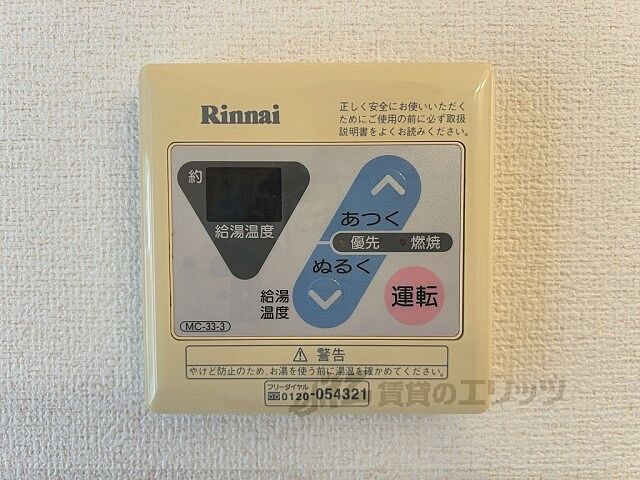 Rinnai
正しく安全にお使いいただく
ためにご使用の前に必ず取扱
説明書をよくお読みください。
約
給湯温度
あつく
優先 燃焼
ぬるく
給湯
温度
運転
MC-33-3
⚠ 警告
やけど防止のため、お湯を使う前に湯温を確かめてください。
フリーダイヤル
0120-054321
賃貸のエリッツ